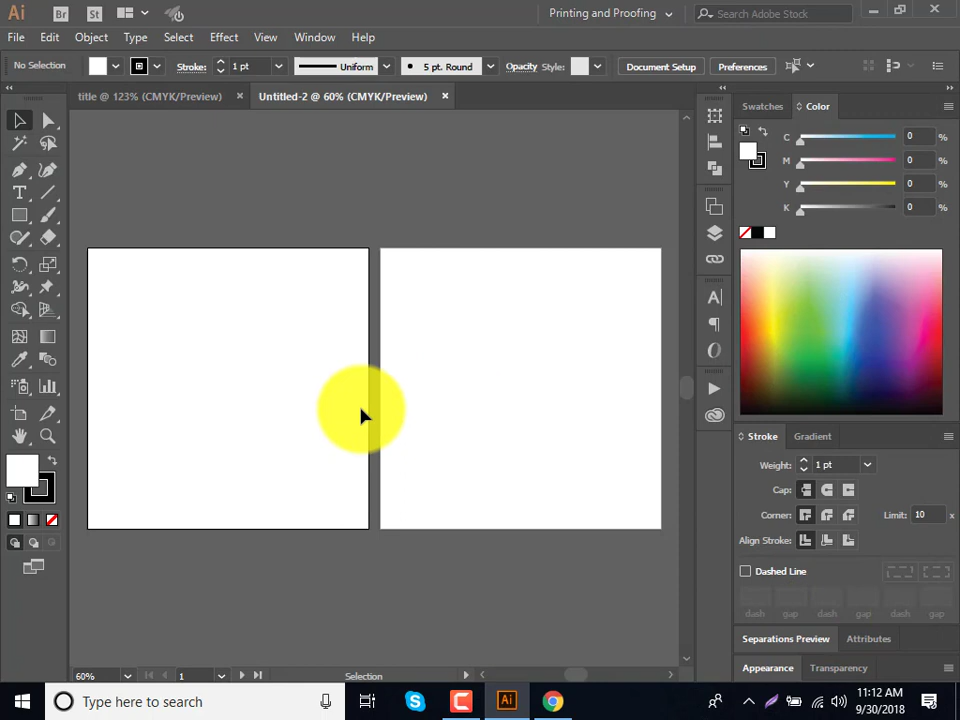 Ai Br St Printing and Proofing Search Adobe Stock
File Edit Object Type Select Effect View Window Help
No Selection Stroke: 1 pt Uniform 5 pt. Round Opacity Style: Document Setup Preferences
title @ 123% (CMYK/Preview) × Untitled-2 @ 60% (CMYK/Preview) ×
Swatches Color
C 0 %
M 0 %
Y 0 %
K 0 %
Stroke Gradient
Weight: 1 pt
Cap:
Corner: Limit: 10 x
Align Stroke:
Dashed Line
dash gap dash gap dash gap
Separations Preview Attributes
Appearance Transparency
60% 1 Selection
Type here to search
11:12 AM
9/30/2018